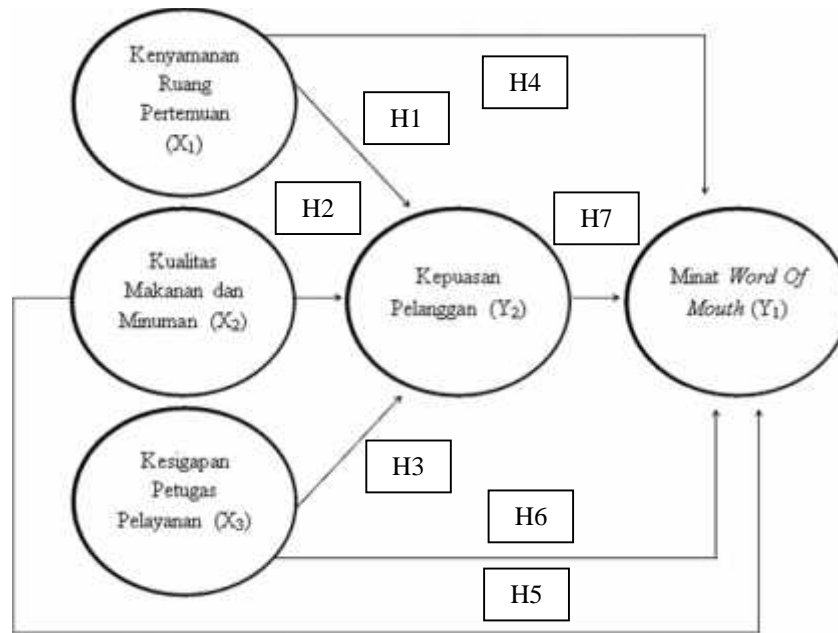 Kenyamanan
Ruang
Pertemuan
(X₁)
H4
H1
H2
H7
Kualitas
Makanan dan
Minuman (X₂)
Kepuasan
Pelanggan (Y₂)
Minat Word Of
Mouth (Y₁)
Kesigapan
Petugas
Pelayanan (X₃)
H3
H6
H5